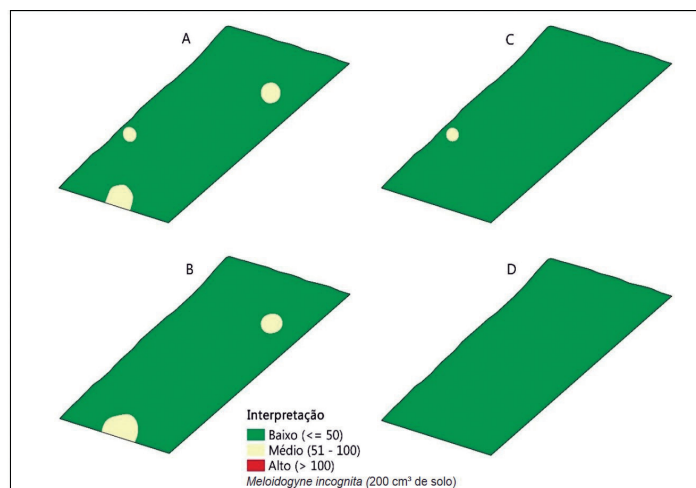 A
C
B
D
Interpretação
Baixo (<= 50)
Médio (51 - 100)
Alto (> 100)
Meloidogyne incognita (200 cm³ de solo)